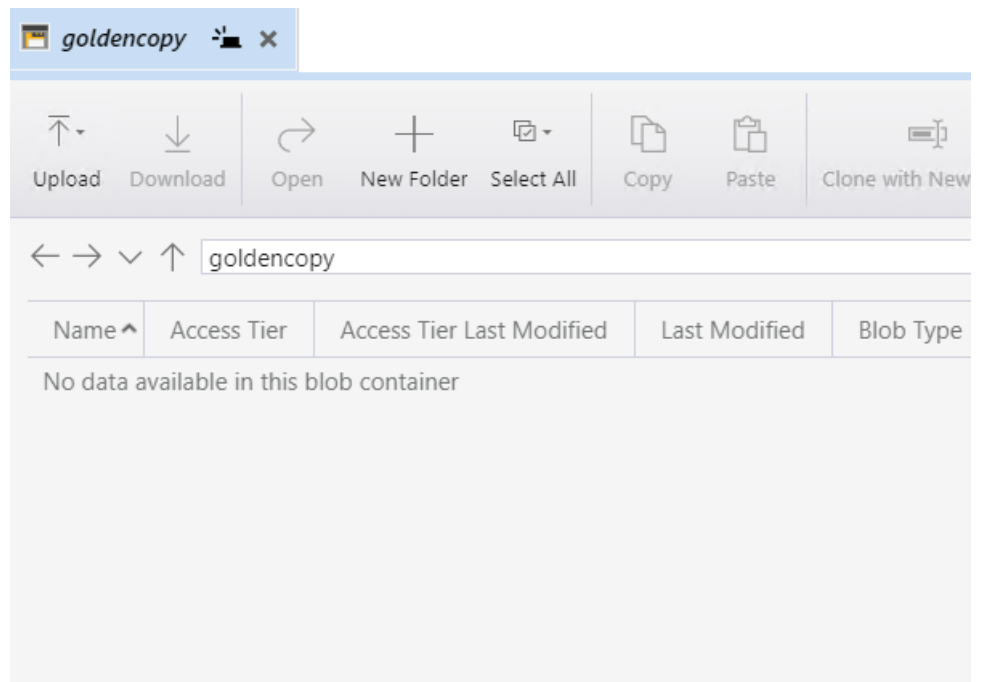 goldencopy
Upload Download Open New Folder Select All Copy Paste Clone with New
goldencopy
Name Access Tier Access Tier Last Modified Last Modified Blob Type
No data available in this blob container